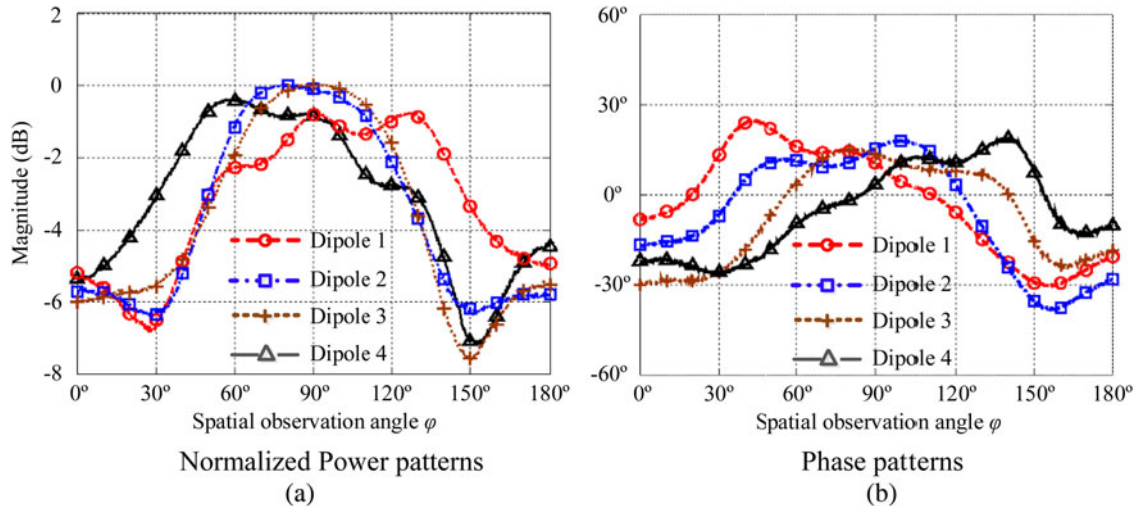 2
0
-2
-4
-6
-8
Magnitude (dB)
Dipole 1
Dipole 2
Dipole 3
Dipole 4
0º 30º 60º 90º 120º 150º 180º
Spatial observation angle φ
Normalized Power patterns
(a)
60º
30º
0º
-30º
-60º
Dipole 1
Dipole 2
Dipole 3
Dipole 4
0º 30º 60º 90º 120º 150º 180º
Spatial observation angle φ
Phase patterns
(b)